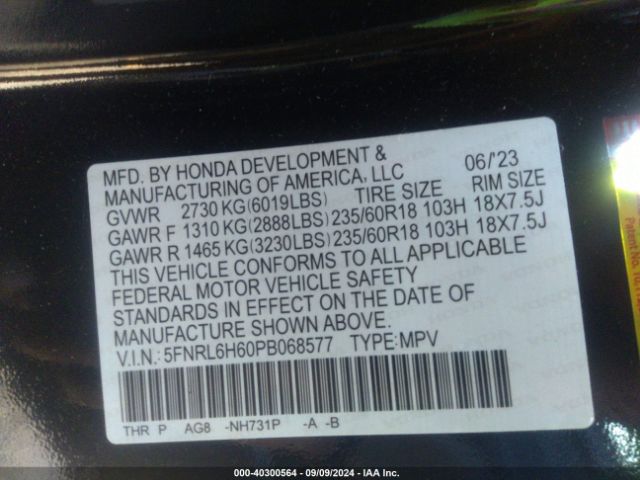 MFD. BY HONDA DEVELOPMENT &
MANUFACTURING OF AMERICA, LLC 06/'23
GVWR 2730 KG (6019LBS) TIRE SIZE RIM SIZE
GAWR F 1310 KG(2888LBS) 235/60R18 103H 18X7.5J
GAWR R 1465 KG(3230LBS) 235/60R18 103H 18X7.5J
THIS VEHICLE CONFORMS TO ALL APPLICABLE
FEDERAL MOTOR VEHICLE SAFETY
STANDARDS IN EFFECT ON THE DATE OF
MANUFACTURE SHOWN ABOVE.
V.I.N.: 5FNRL6H60PB068577 TYPE:MPV
THR P AG8 -NH731P -A -B
000-40300564 - 09/09/2024 - IAA Inc.